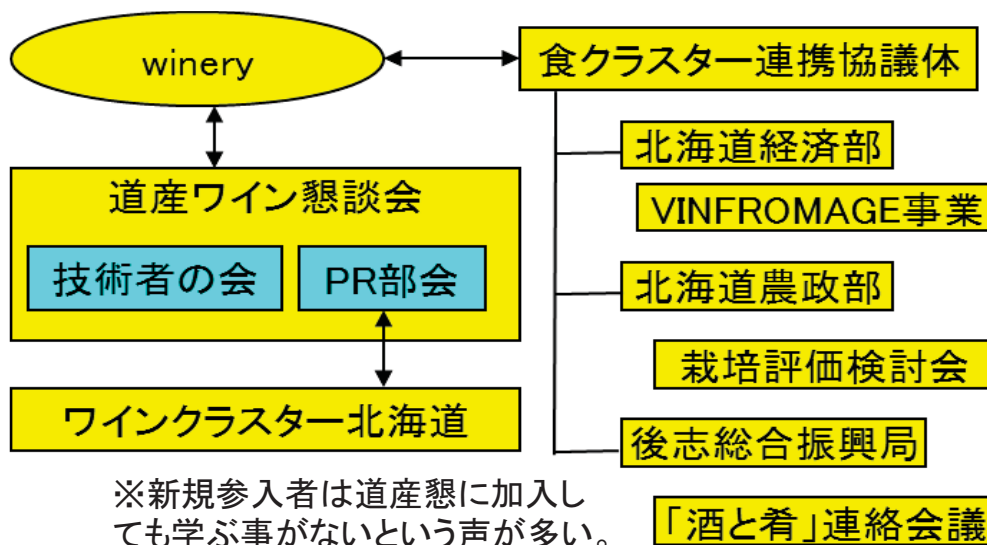 winery
食クラスター連携協議体
北海道経済部
道産ワイン懇談会
VINFROMAGE事業
技術者の会
PR部会
北海道農政部
栽培評価検討会
ワインクラスター北海道
後志総合振興局
※新規参入者は道産懇に加入し
ても学ぶ事がないという声が多い。
「酒と肴」連絡会議